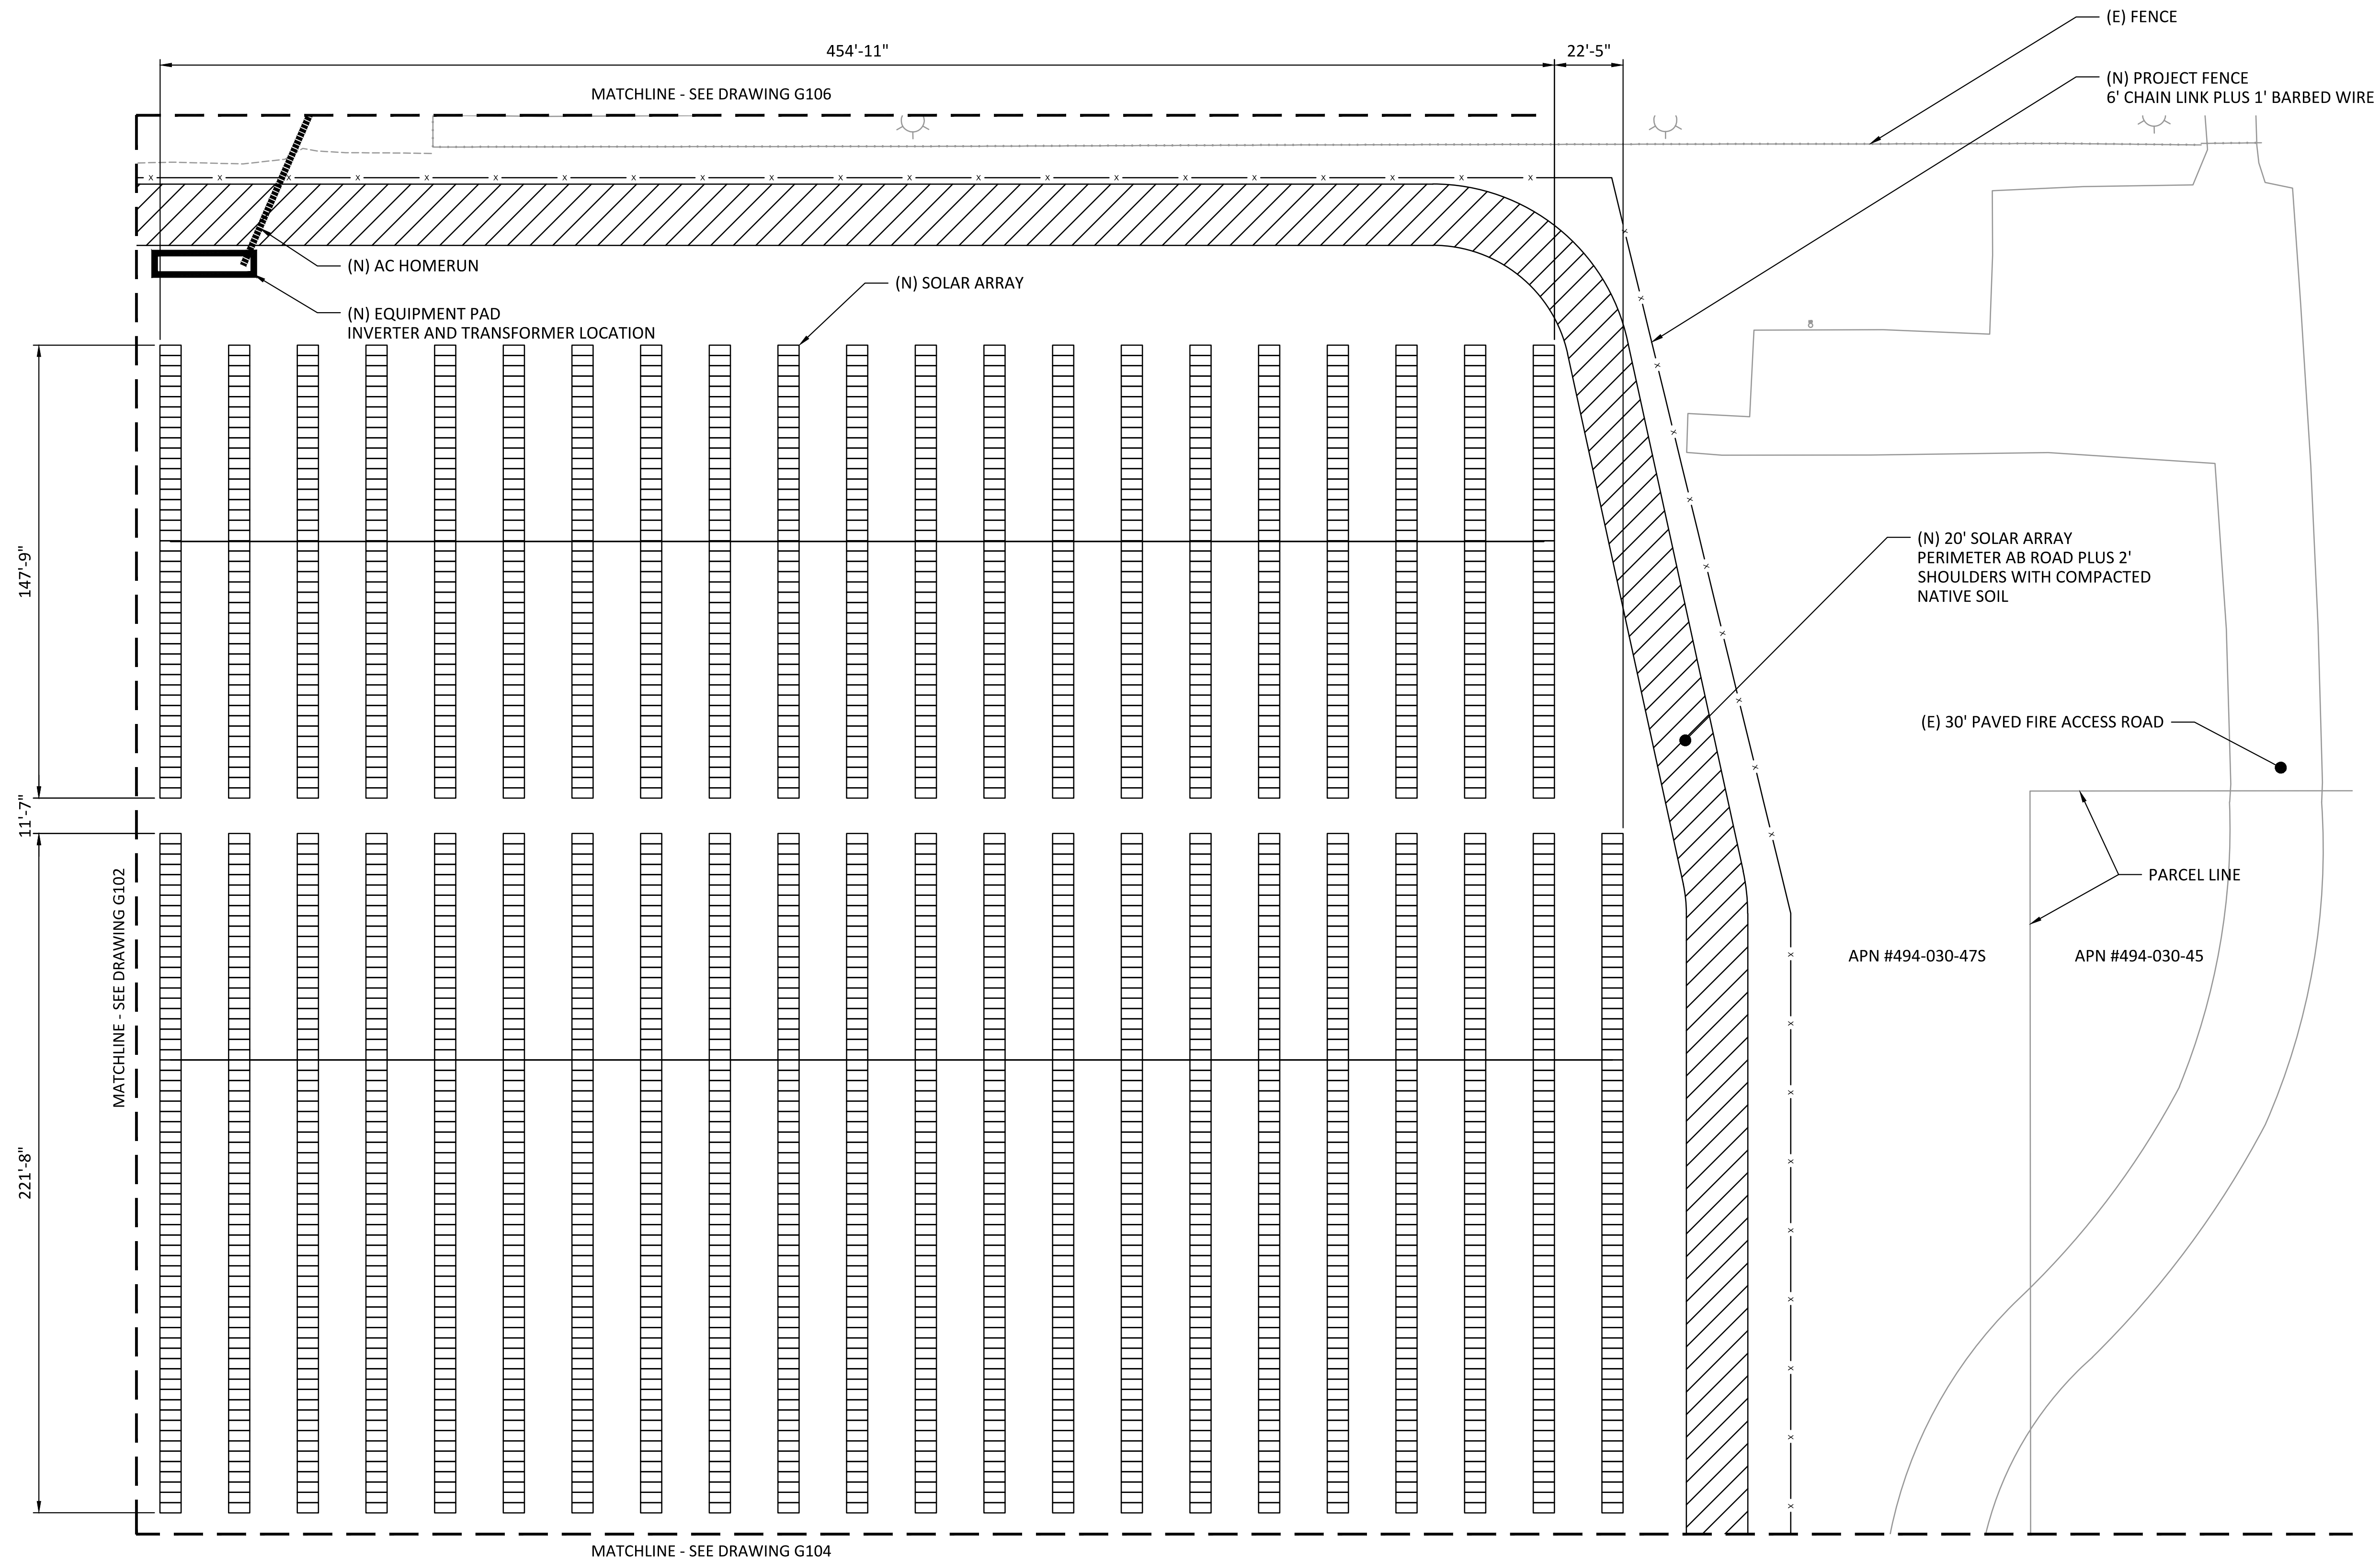 (E) FENCE
454'-11"
22'-5"
(N) PROJECT FENCE
6' CHAIN LINK PLUS 1' BARBED WIRE
MATCHLINE - SEE DRAWING G106
(N) AC HOMERUN
(N) SOLAR ARRAY
(N) EQUIPMENT PAD
INVERTER AND TRANSFORMER LOCATION
147'-9"
(N) 20' SOLAR ARRAY
PERIMETER AB ROAD PLUS 2'
SHOULDERS WITH COMPACTED
NATIVE SOIL
(E) 30' PAVED FIRE ACCESS ROAD
11'-7"
PARCEL LINE
MATCHLINE - SEE DRAWING G102
APN #494-030-47S
APN #494-030-45
221'-8"
MATCHLINE - SEE DRAWING G104